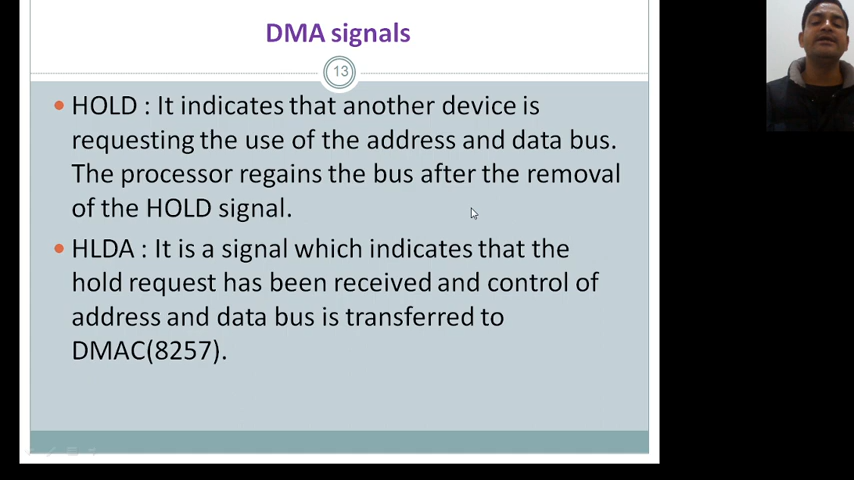 DMA signals
13
HOLD : It indicates that another device is
requesting the use of the address and data bus.
The processor regains the bus after the removal
of the HOLD signal.
HLDA : It is a signal which indicates that the
hold request has been received and control of
address and data bus is transferred to
DMAC(8257).